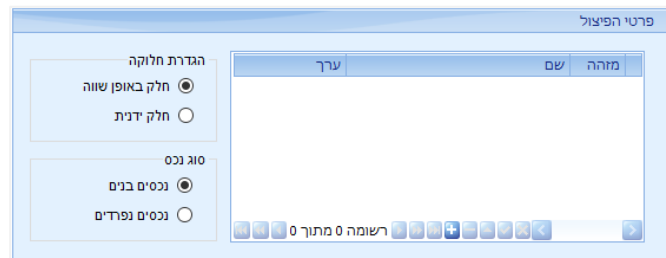 פרטי הפיצול
מזהה שם ערך
רשומה 0 מתוך 0
הגדרת חלוקה
חלק באופן שווה
חלק ידנית
סוג נכס
נכסים בנים
נכסים נפרדים